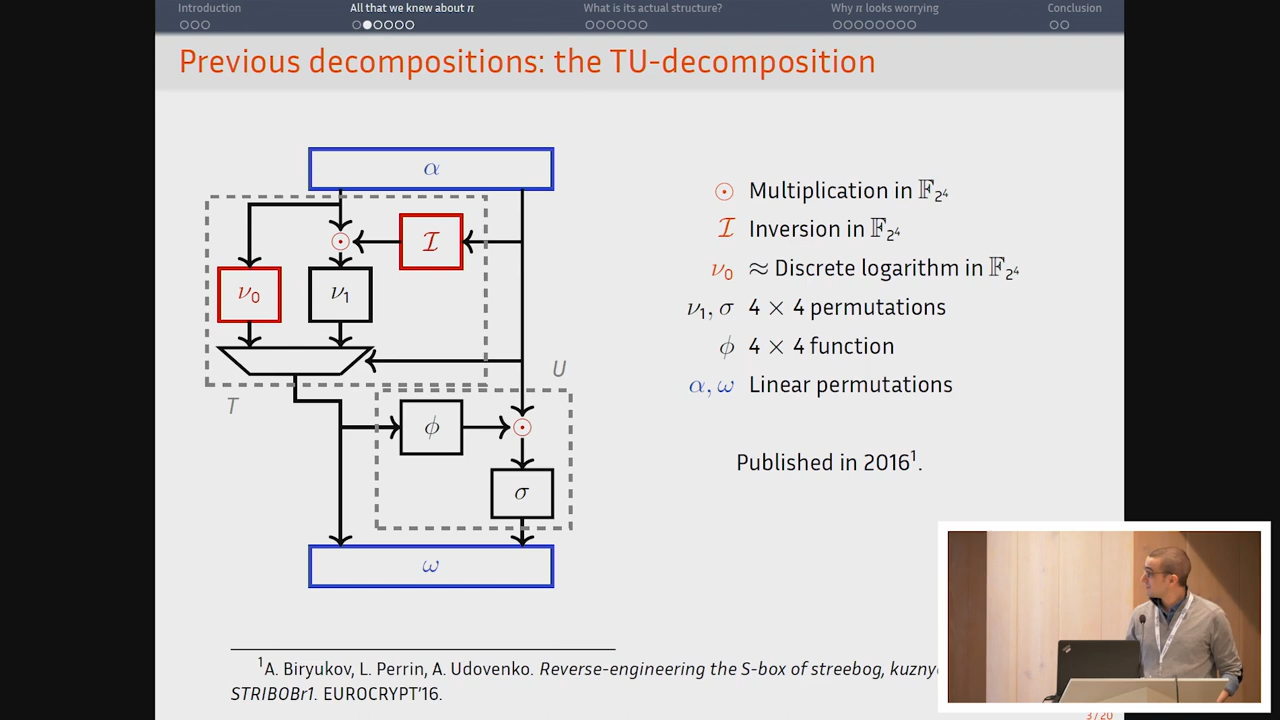 Introduction
All that we knew about π
What is its actual structure?
Why π looks worrying
Conclusion
Previous decompositions: the TU-decomposition
α
⊙
I
ν₀
ν₁
T
U
ϕ
⊙
σ
ω
⊙ Multiplication in 𝔽₂⁴
I Inversion in 𝔽₂⁴
ν₀ ≈ Discrete logarithm in 𝔽₂⁴
ν₁, σ 4 × 4 permutations
ϕ 4 × 4 function
α, ω Linear permutations
Published in 2016¹.
¹A. Biryukov, L. Perrin, A. Udovenko. Reverse-engineering the S-box of streebog,
STRIBOBr1. EUROCRYPT'16.
3/20